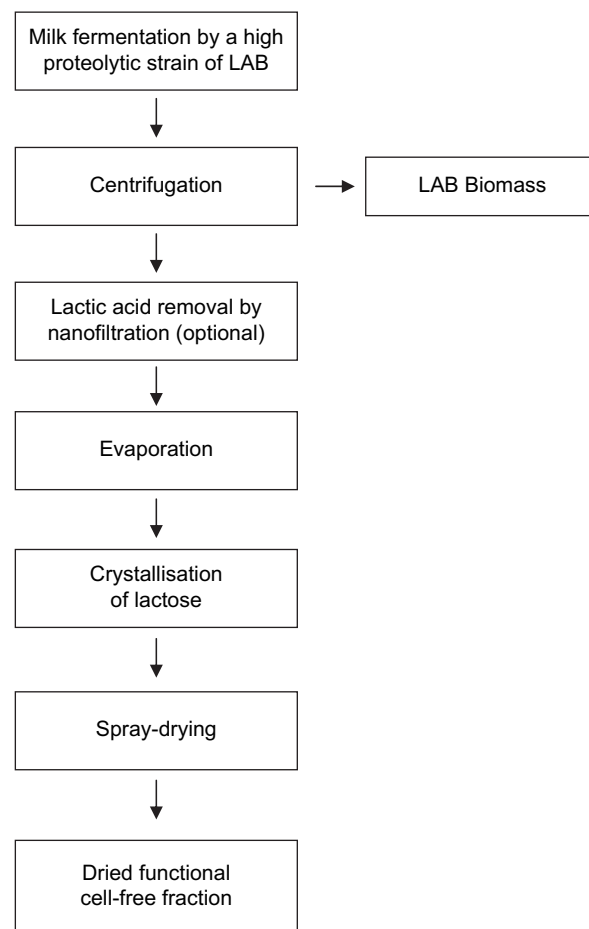 Milk fermentation by a high
proteolytic strain of LAB
Centrifugation
LAB Biomass
Lactic acid removal by
nanofiltration (optional)
Evaporation
Crystallisation
of lactose
Spray-drying
Dried functional
cell-free fraction